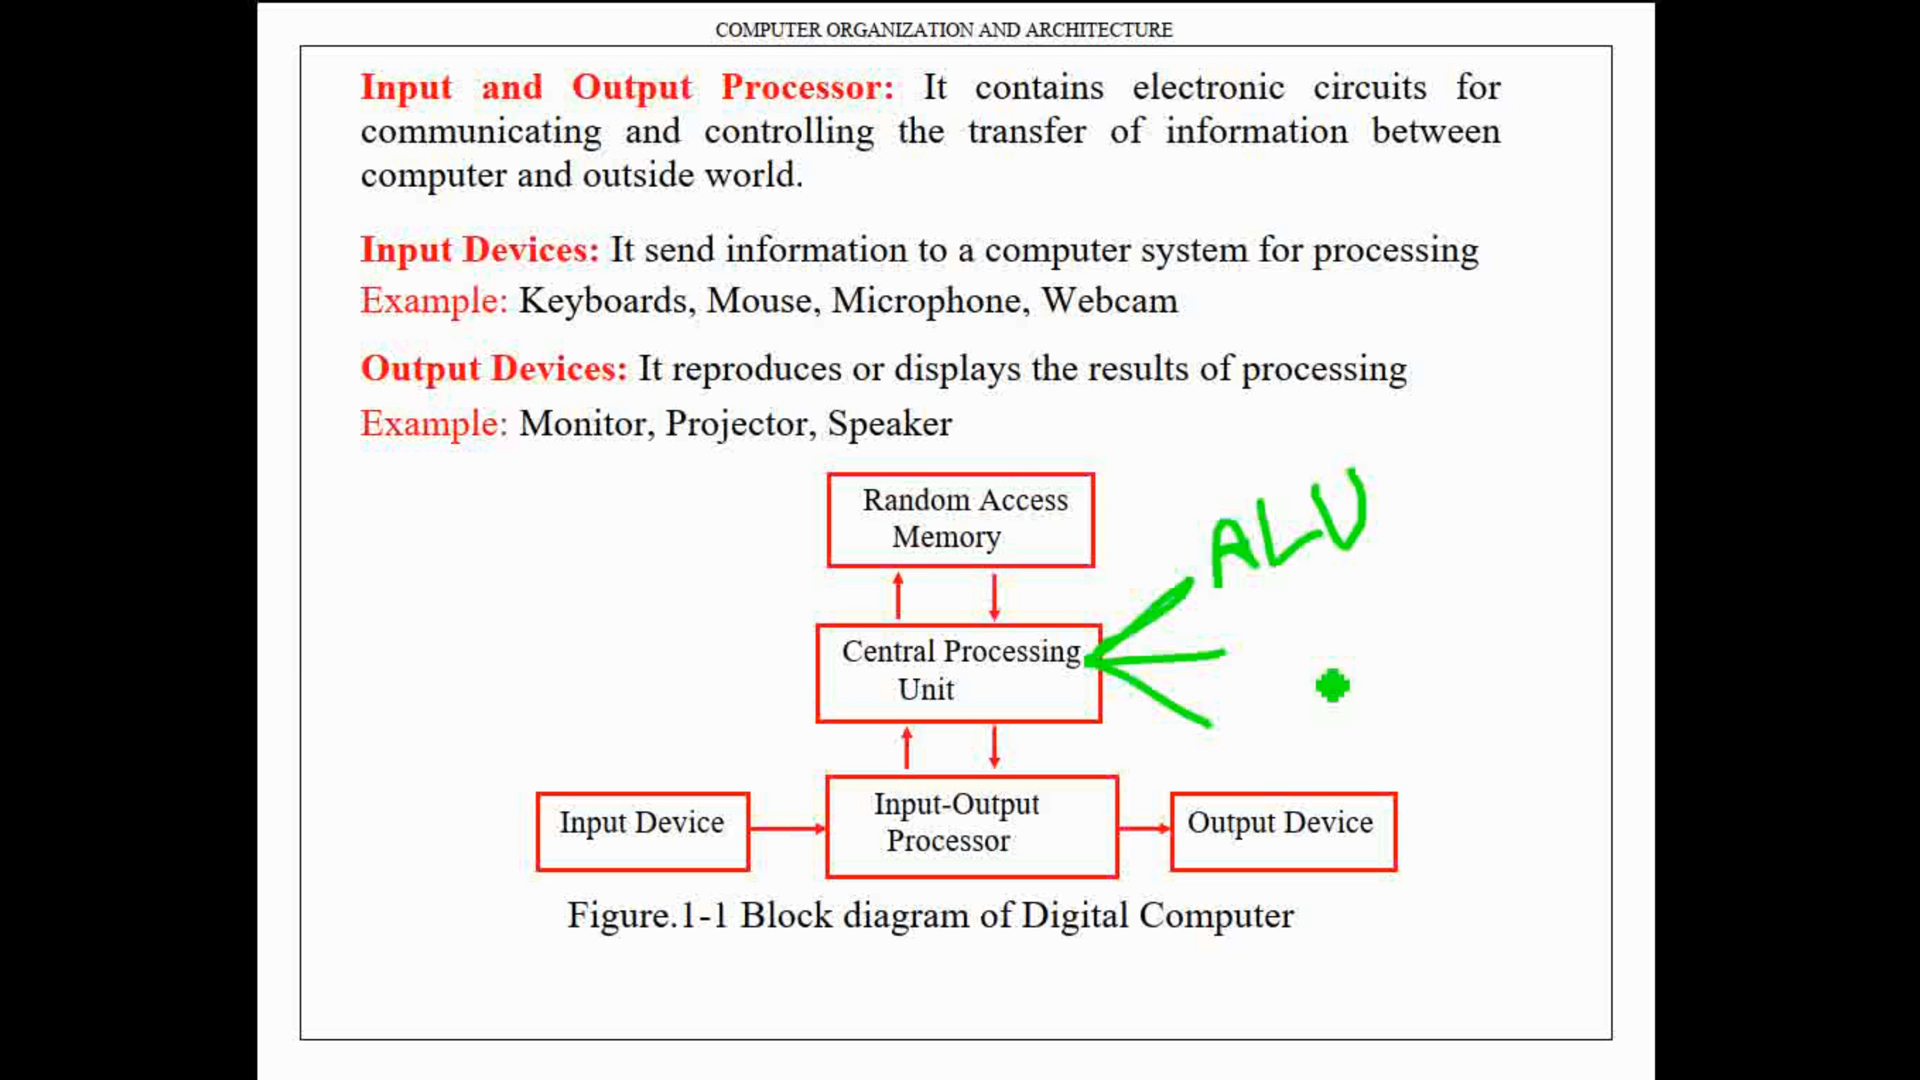 COMPUTER ORGANIZATION AND ARCHITECTURE
Input and Output Processor: It contains electronic circuits for
communicating and controlling the transfer of information between
computer and outside world.
Input Devices: It send information to a computer system for processing
Example: Keyboards, Mouse, Microphone, Webcam
Output Devices: It reproduces or displays the results of processing
Example: Monitor, Projector, Speaker
Random Access
Memory
ALU
Central Processing
Unit
Input Device
Input-Output
Processor
Output Device
Figure.1-1 Block diagram of Digital Computer